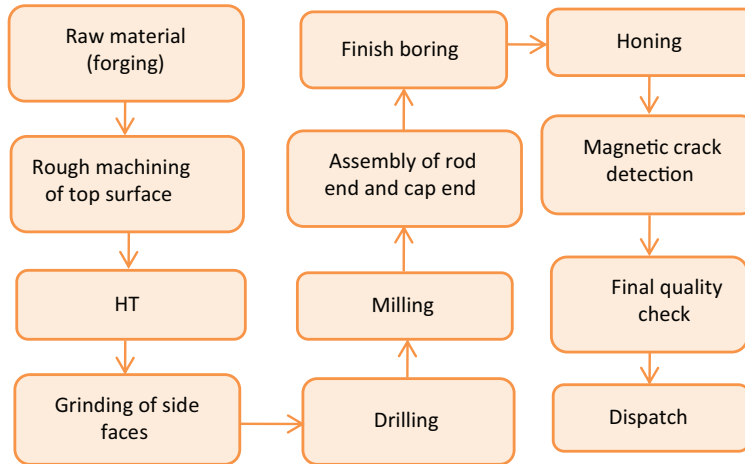 Raw material
(forging)
Rough machining
of top surface
HT
Grinding of side
faces
Drilling
Milling
Assembly of rod
end and cap end
Finish boring
Honing
Magnetic crack
detection
Final quality
check
Dispatch